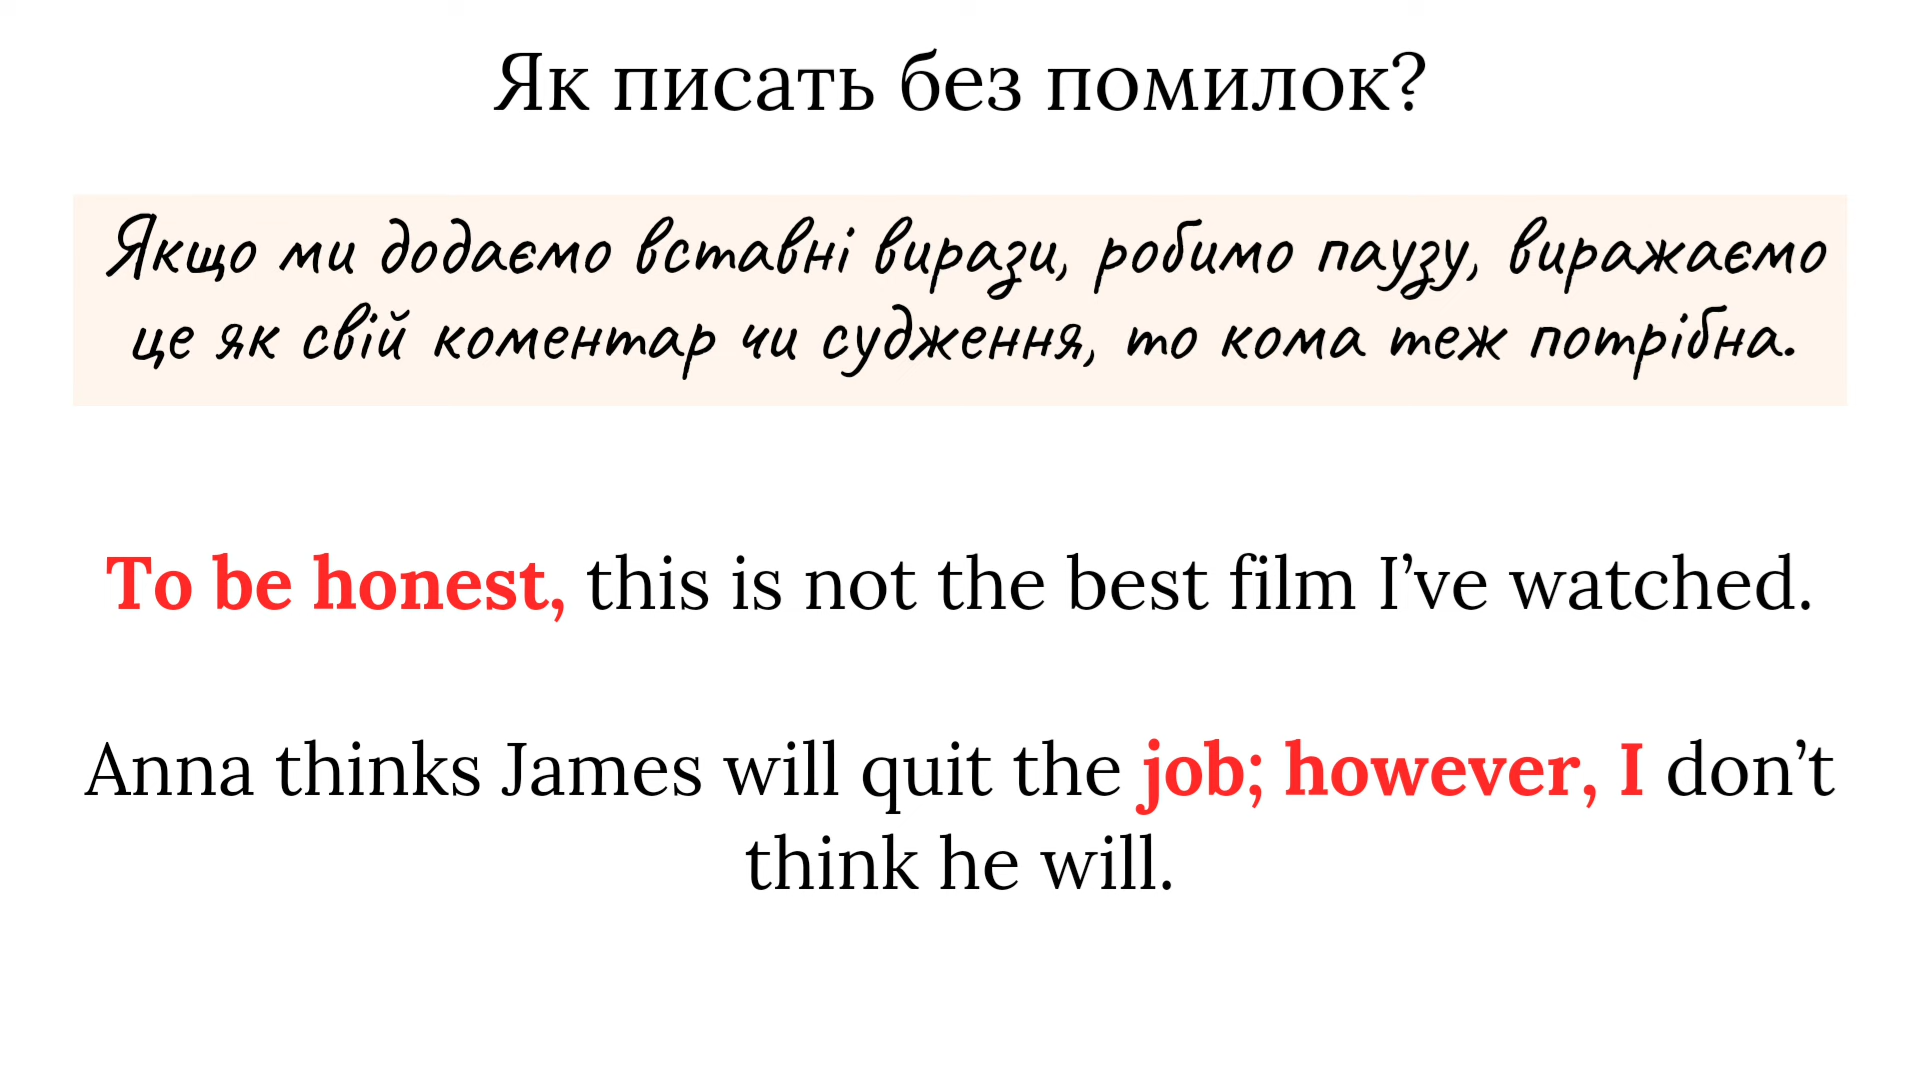 Як писать без помилок?
Якщо ми додаємо вставні вирази, робимо паузу, виражаємо
це як свій коментар чи судження, то кома теж потрібна.
To be honest, this is not the best film I’ve watched.
Anna thinks James will quit the job; however, I don’t
think he will.